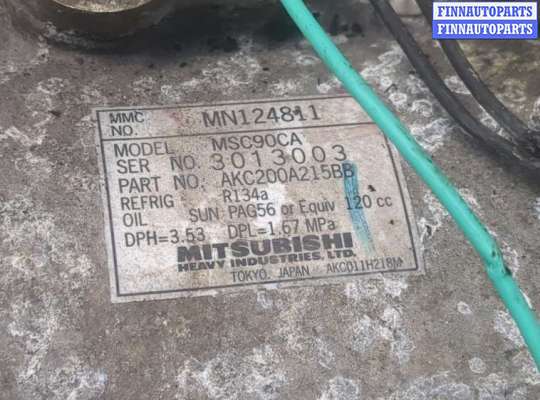 FINNAUTOPARTS
FINNAUTOPARTS
MMC NO. MN124811
MODEL MSC90CA
SER NO. 3013003
PART NO. AKC200A215BB
REFRIG R134a
OIL SUN PAG56 or Equiv 120 cc
DPH=3.53 DPL=1.67 MPa
MITSUBISHI
HEAVY INDUSTRIES, LTD.
TOKYO, JAPAN AKC011H218M